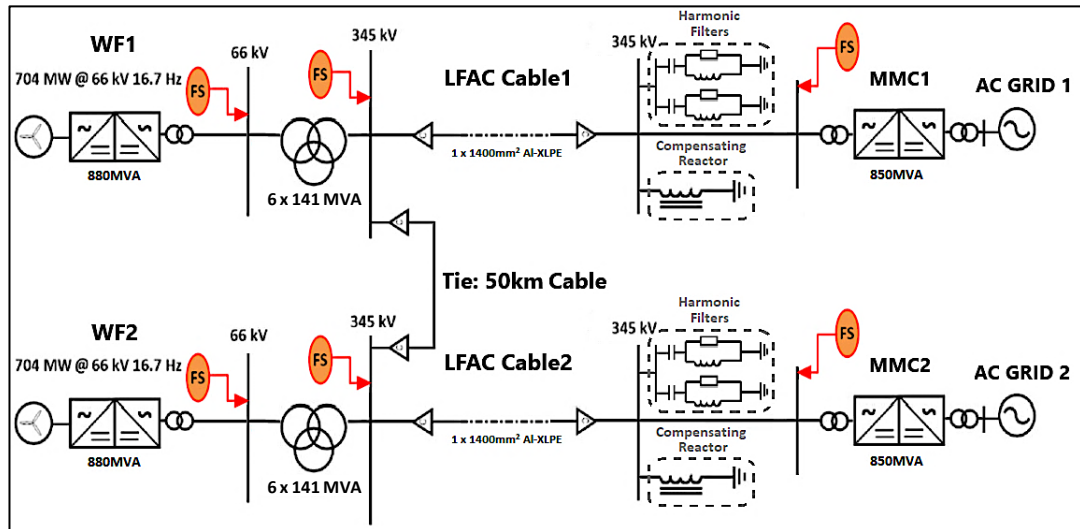 WF1
66 kV
345 kV
704 MW @ 66 kV 16.7 Hz
FS
FS
LFAC Cable1
345 kV
Harmonic
Filters
FS
MMC1
AC GRID 1
880MVA
6 x 141 MVA
1 x 1400mm² Al-XLPE
Compensating
Reactor
850MVA
Tie: 50km Cable
WF2
66 kV
345 kV
704 MW @ 66 kV 16.7 Hz
FS
FS
LFAC Cable2
345 kV
Harmonic
Filters
FS
MMC2
AC GRID 2
880MVA
6 x 141 MVA
1 x 1400mm² Al-XLPE
Compensating
Reactor
850MVA